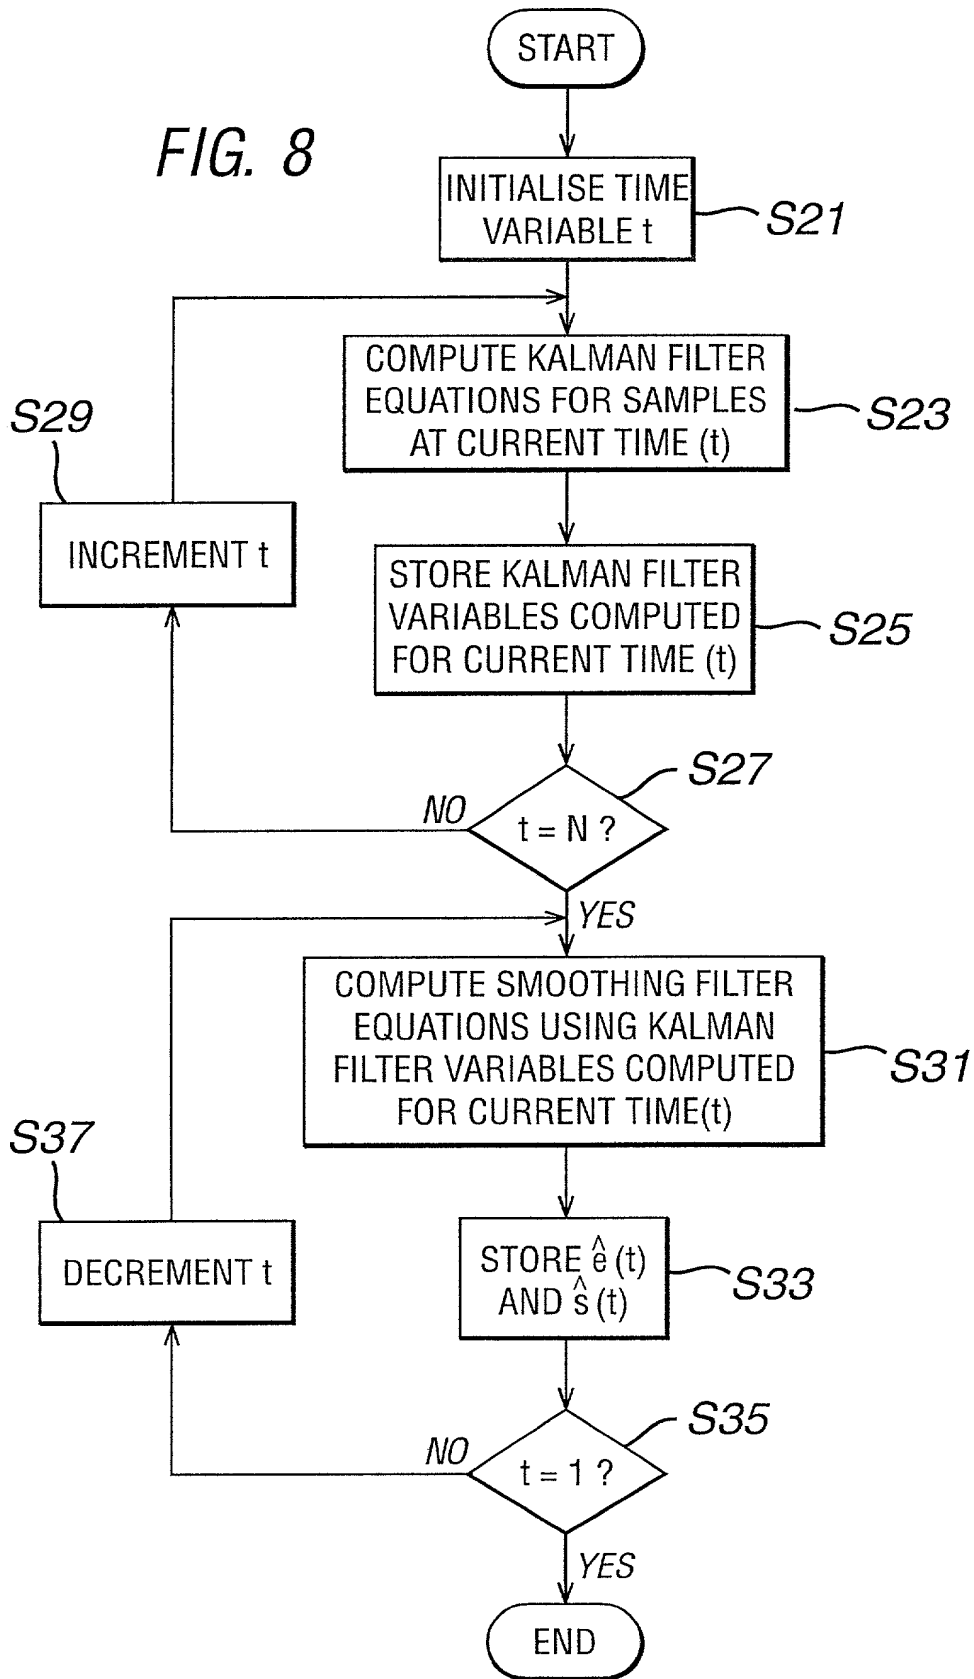 START
FIG. 8
INITIALISE TIME
VARIABLE t
S21
COMPUTE KALMAN FILTER
EQUATIONS FOR SAMPLES
AT CURRENT TIME (t)
S23
S29
INCREMENT t
STORE KALMAN FILTER
VARIABLES COMPUTED
FOR CURRENT TIME (t)
S25
S27
NO
t = N ?
YES
COMPUTE SMOOTHING FILTER
EQUATIONS USING KALMAN
FILTER VARIABLES COMPUTED
FOR CURRENT TIME(t)
S31
S37
DECREMENT t
STORE ê (t)
AND ŝ (t)
S33
S35
NO
t = 1 ?
YES
END